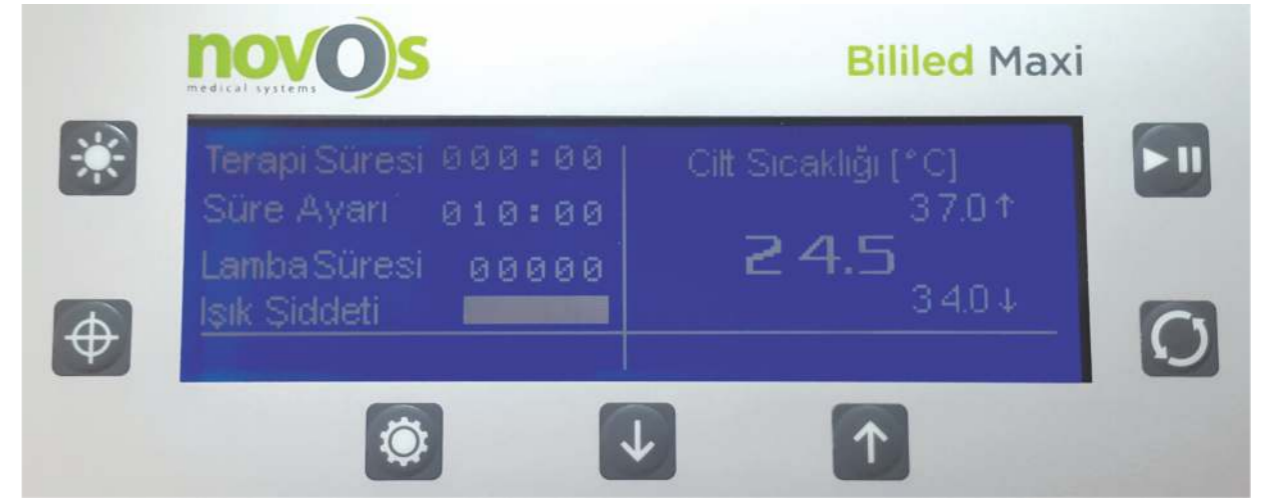 novOs
medical systems
Bililed Maxi
Terapi Süresi 000:00
Süre Ayarı 010:00
Lamba Süresi 00000
Işık Şiddeti
Cilt Sıcaklığı [°C]
37.0↑
24.5
34.0↓